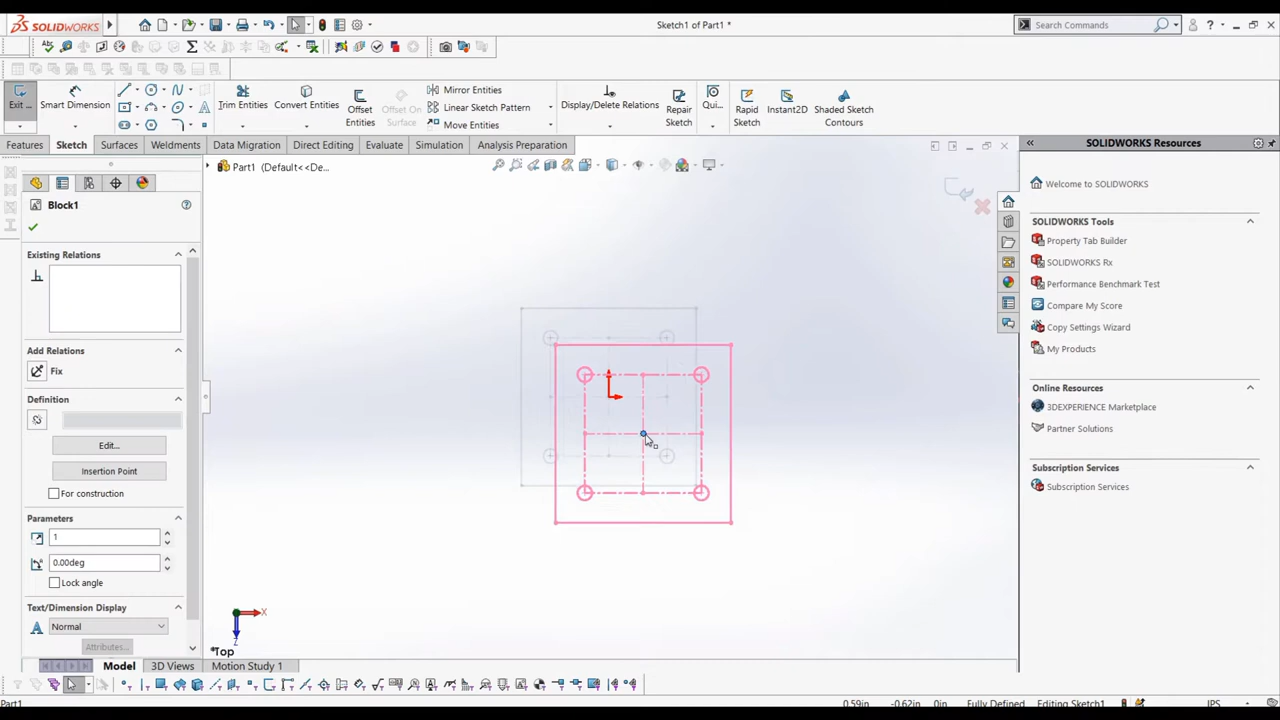 SOLIDWORKS
Sketch1 of Part1 *
Search Commands
Exit ...
Smart Dimension
Trim Entities
Convert Entities
Offset Entities
Offset On Surface
Mirror Entities
Linear Sketch Pattern
Move Entities
Display/Delete Relations
Repair Sketch
Qui...
Rapid Sketch
Instant2D
Shaded Sketch Contours
Features
Sketch
Surfaces
Weldments
Data Migration
Direct Editing
Evaluate
Simulation
Analysis Preparation
Part1 (Default<<De...
Block1
Existing Relations
Add Relations
Fix
Definition
Edit...
Insertion Point
For construction
Parameters
1
0.00deg
Lock angle
Text/Dimension Display
Normal
Attributes...
X
Z
*Top
SOLIDWORKS Resources
Welcome to SOLIDWORKS
SOLIDWORKS Tools
Property Tab Builder
SOLIDWORKS Rx
Performance Benchmark Test
Compare My Score
Copy Settings Wizard
My Products
Online Resources
3DEXPERIENCE Marketplace
Partner Solutions
Subscription Services
Subscription Services
Model
3D Views
Motion Study 1
Part1
0.59in
-0.62in
0in
Fully Defined
Editing Sketch1
IPS